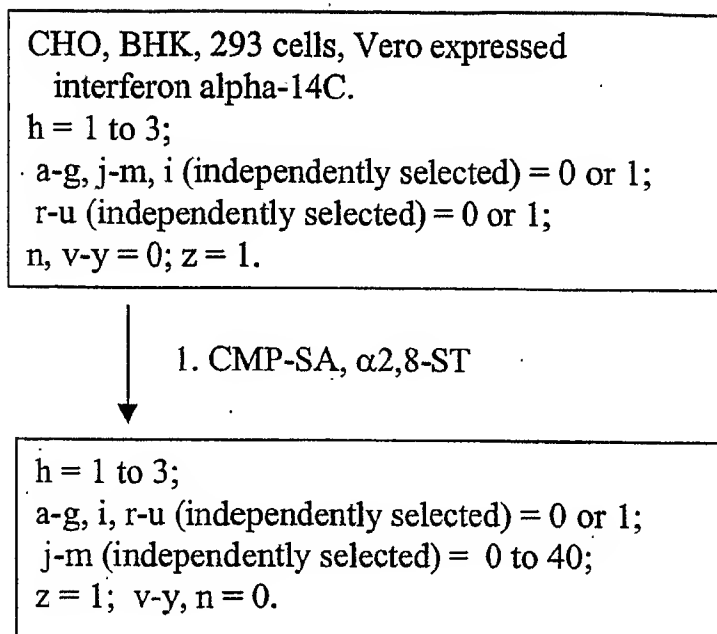 CHO, BHK, 293 cells, Vero expressed
interferon alpha-14C.
h = 1 to 3;
a-g, j-m, i (independently selected) = 0 or 1;
r-u (independently selected) = 0 or 1;
n, v-y = 0; z = 1.
1. CMP-SA, α2,8-ST
h = 1 to 3;
a-g, i, r-u (independently selected) = 0 or 1;
j-m (independently selected) = 0 to 40;
z = 1; v-y, n = 0.